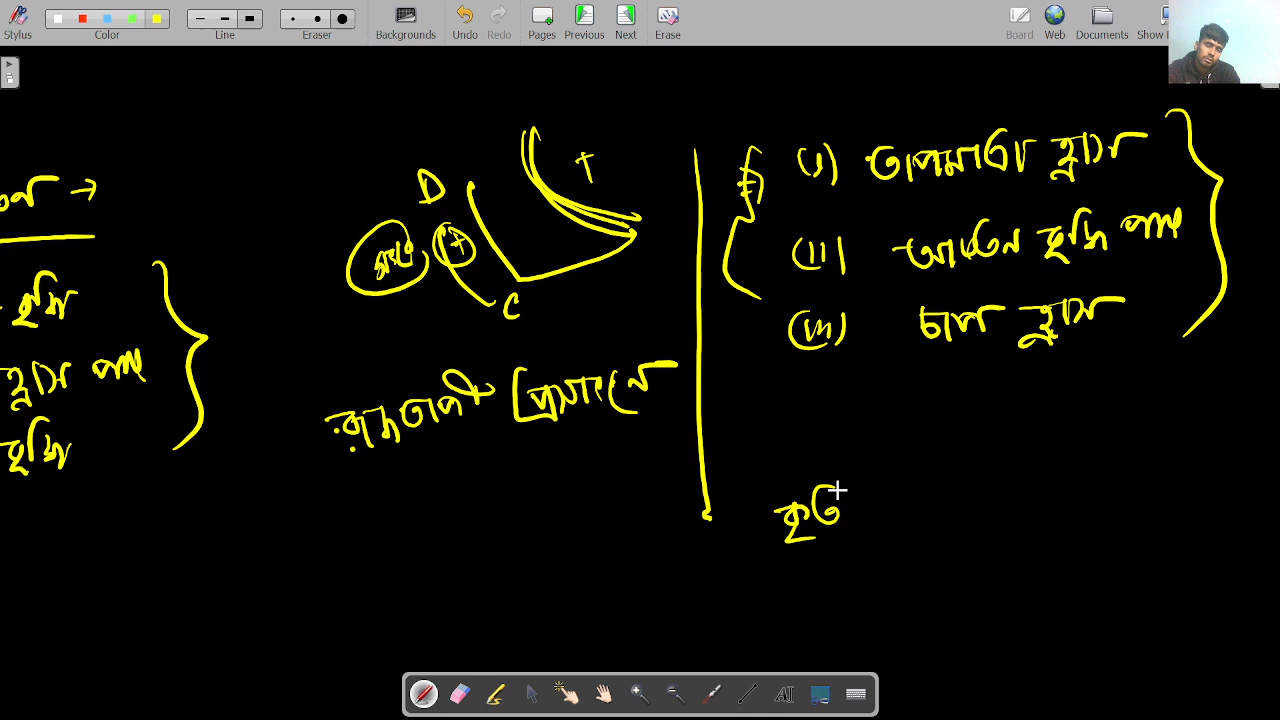 Stylus Color Line Eraser Backgrounds Undo Redo Pages Previous Next Erase Board Web Documents
D
T
C
রুদ্ধতাপীয় প্রসারণে
(i) তাপমাত্রা হ্রাস
(ii) আয়তন বৃদ্ধি পায়
(iii) চাপ হ্রাস
বৃদ্ধি
হ্রাস পায়
বৃদ্ধি
AI